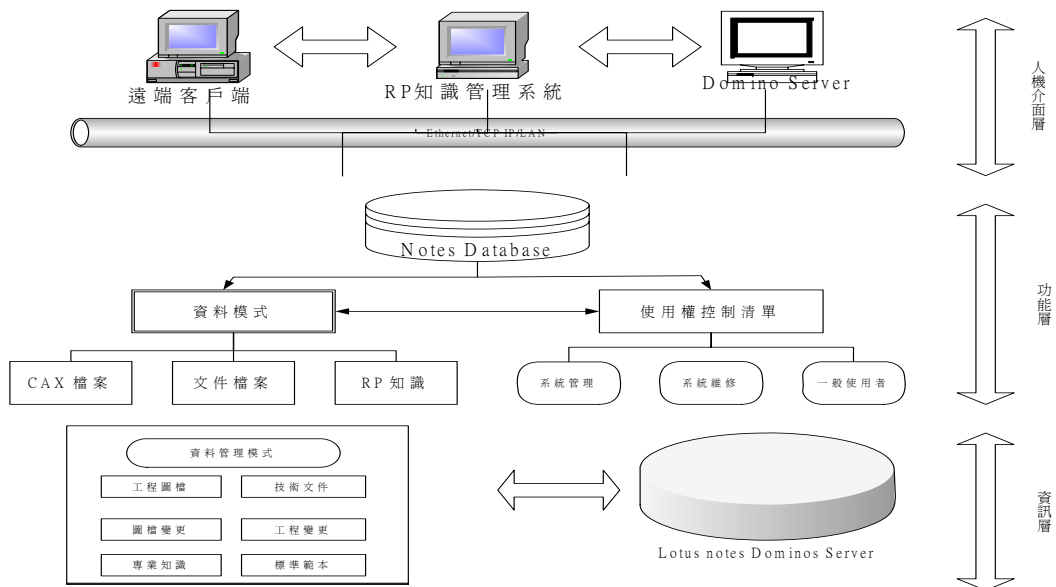 遠端客戶端
RP知識管理系統
Domino Server
人機介面層
Ethernet/TCP IP/LAN
Notes Database
功能層
資料模式
使用權控制清單
CAX 檔案
文件檔案
RP 知識
系統管理
系統維修
一般使用者
資料管理模式
工程圖檔
技術文件
圖檔變更
工程變更
專業知識
標準範本
Lotus notes Dominos Server
資訊層